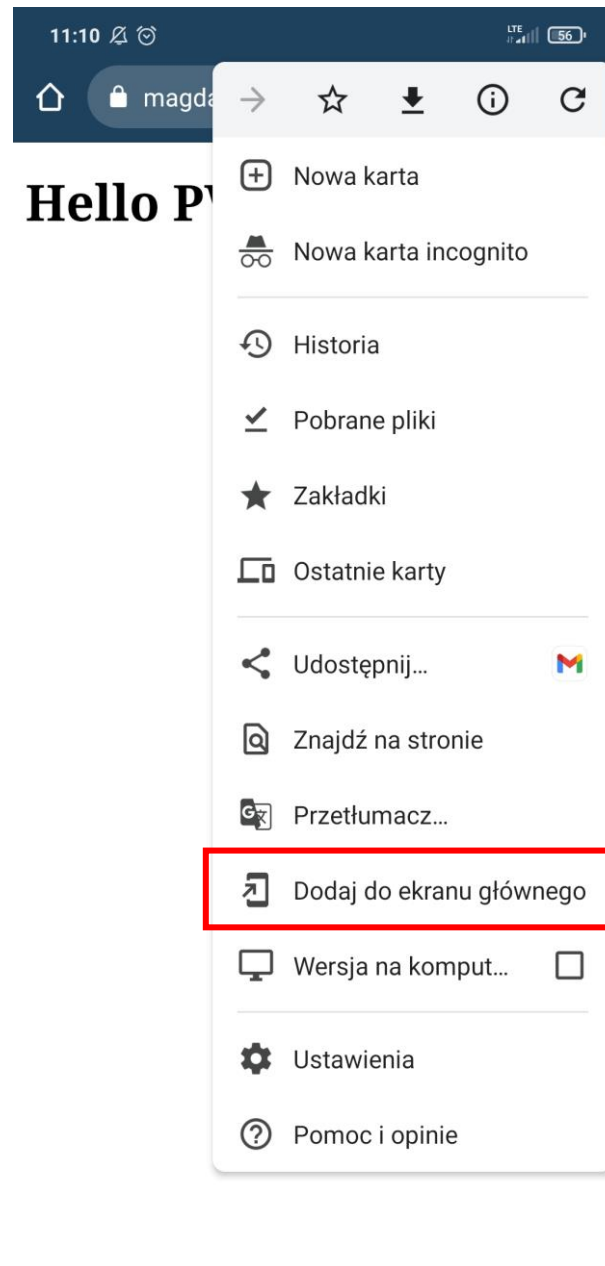 11:10
LTE
56
magda
Hello P
Nowa karta
Nowa karta incognito
Historia
Pobrane pliki
Zakładki
Ostatnie karty
Udostępnij...
Znajdź na stronie
Przetłumacz...
Dodaj do ekranu głównego
Wersja na komput...
Ustawienia
Pomoc i opinie